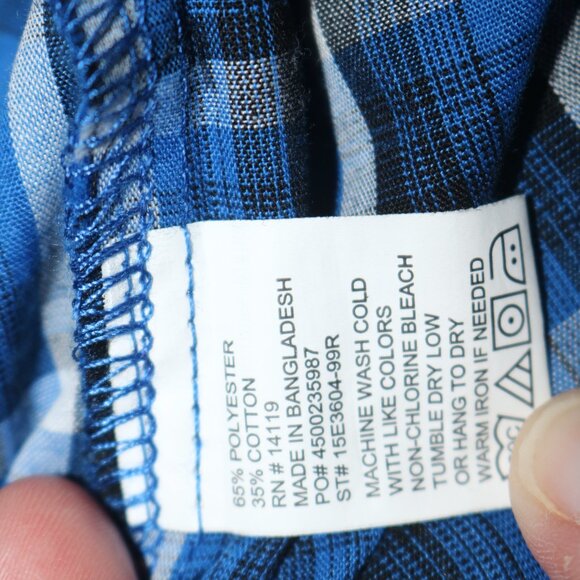 65% POLYESTER
35% COTTON
RN# 14119
MADE IN BANGLADESH
PO# 4500235987
ST# 15E3604-99R
MACHINE WASH COLD
WITH LIKE COLORS
NON-CHLORINE BLEACH
TUMBLE DRY LOW
OR HANG TO DRY
WARM IRON IF NEEDED